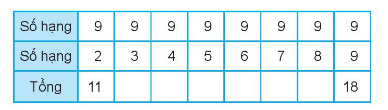 Số hạng 9 9 9 9 9 9 9 9
Số hạng 2 3 4 5 6 7 8 9
Tổng 11 18